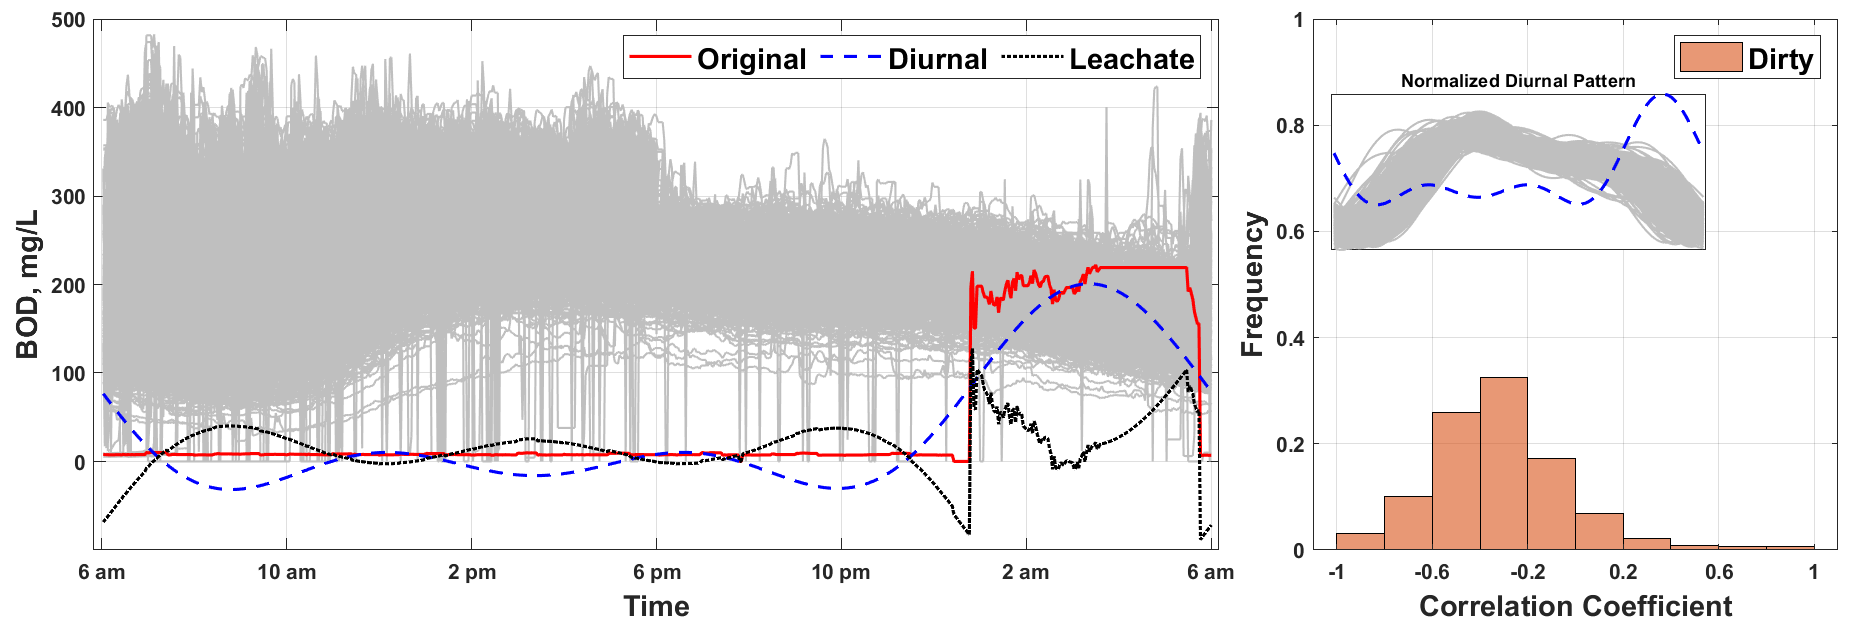 500
400
300
200
100
0
BOD, mg/L
Original Diurnal Leachate
6 am 10 am 2 pm 6 pm 10 pm 2 am 6 am
Time
1
0.8
0.6
0.4
0.2
0
Frequency
Dirty
Normalized Diurnal Pattern
-1 -0.6 -0.2 0.2 0.6 1
Correlation Coefficient